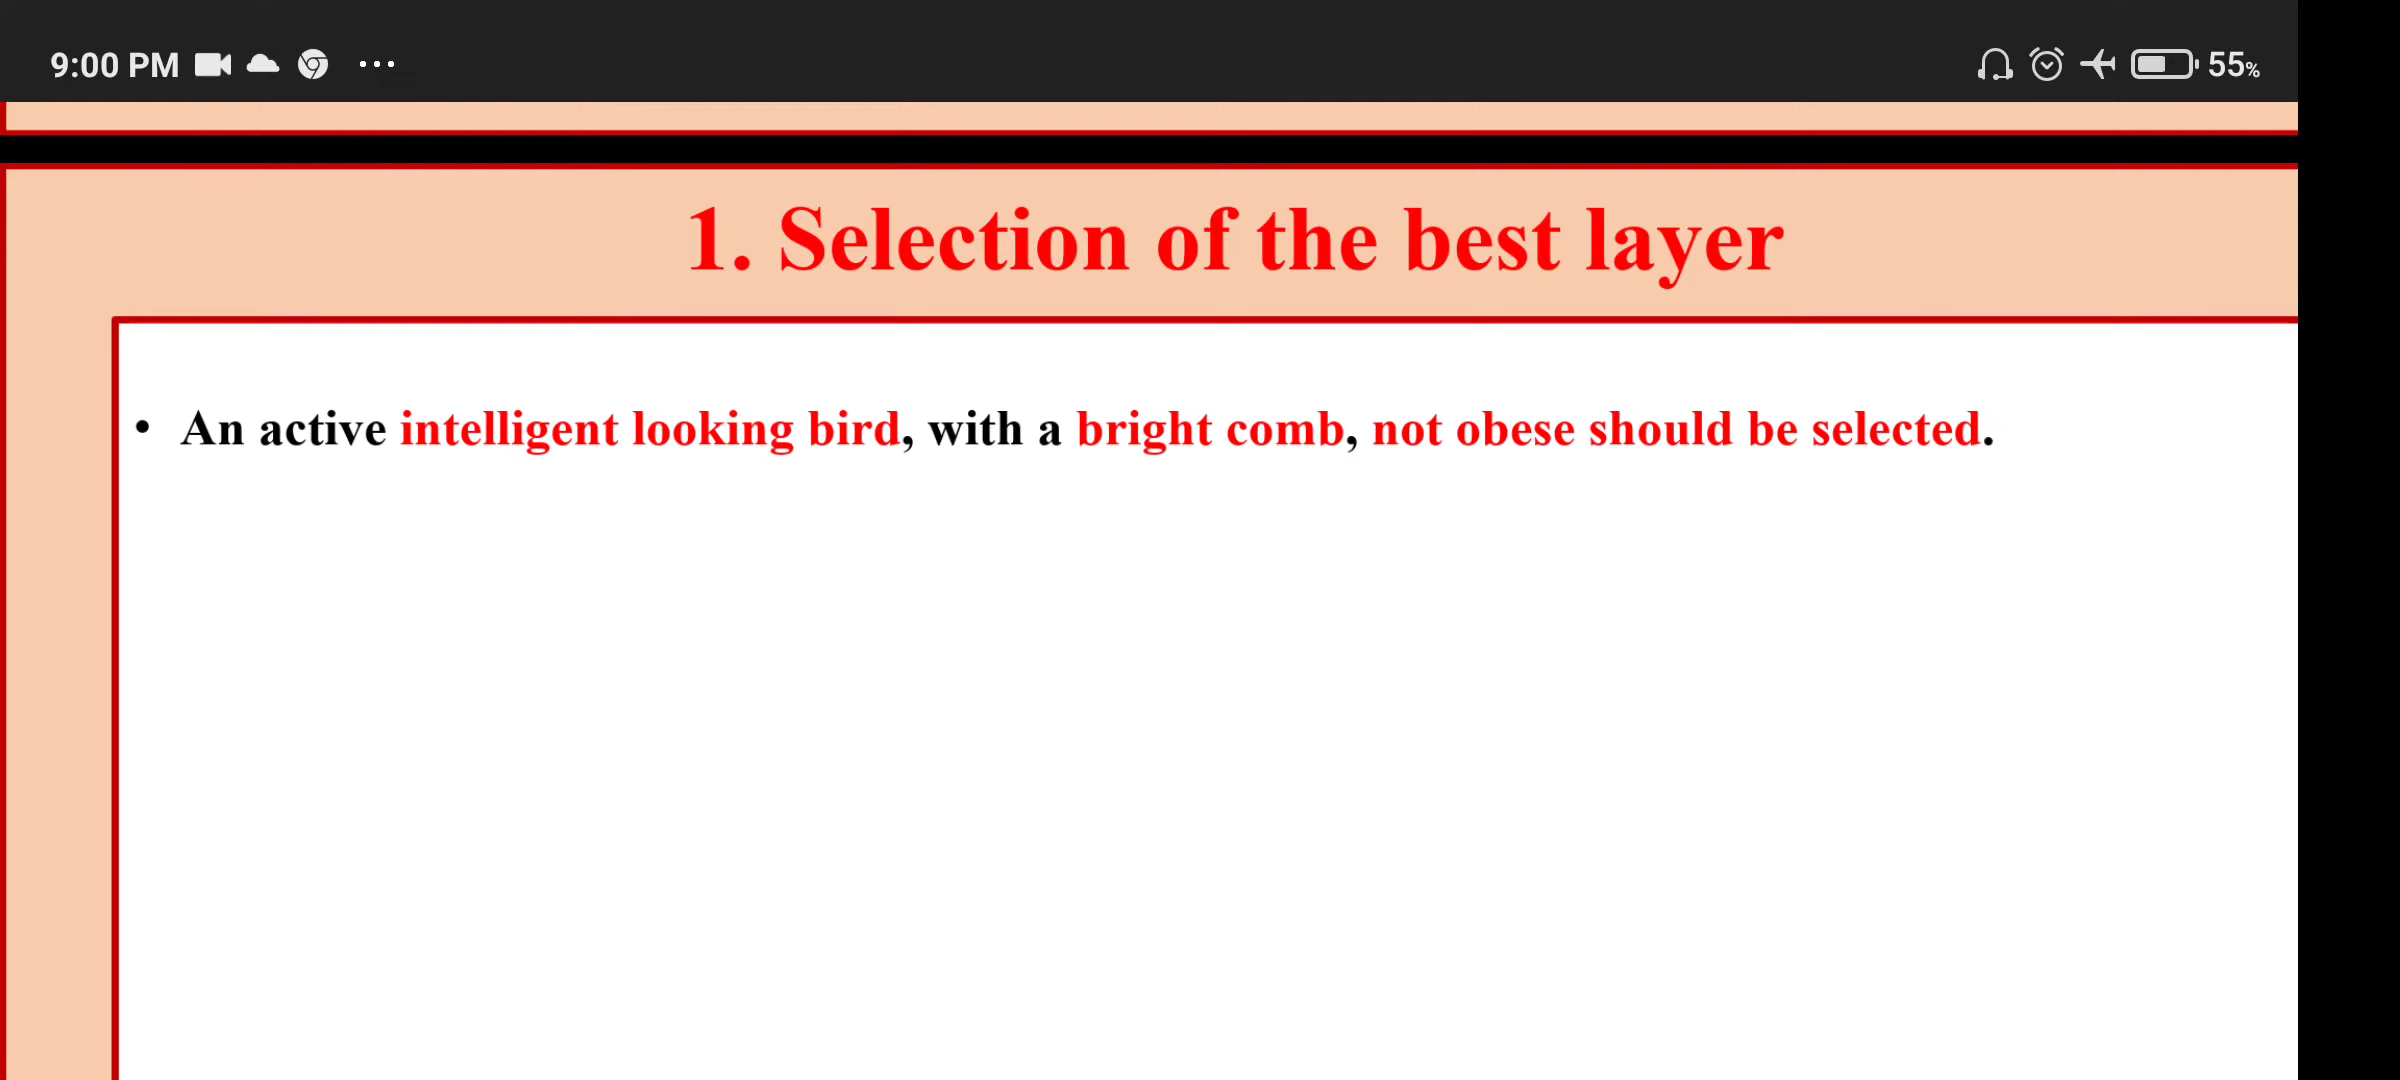 9:00 PM ... 55%
1. Selection of the best layer
• An active intelligent looking bird, with a bright comb, not obese should be selected.